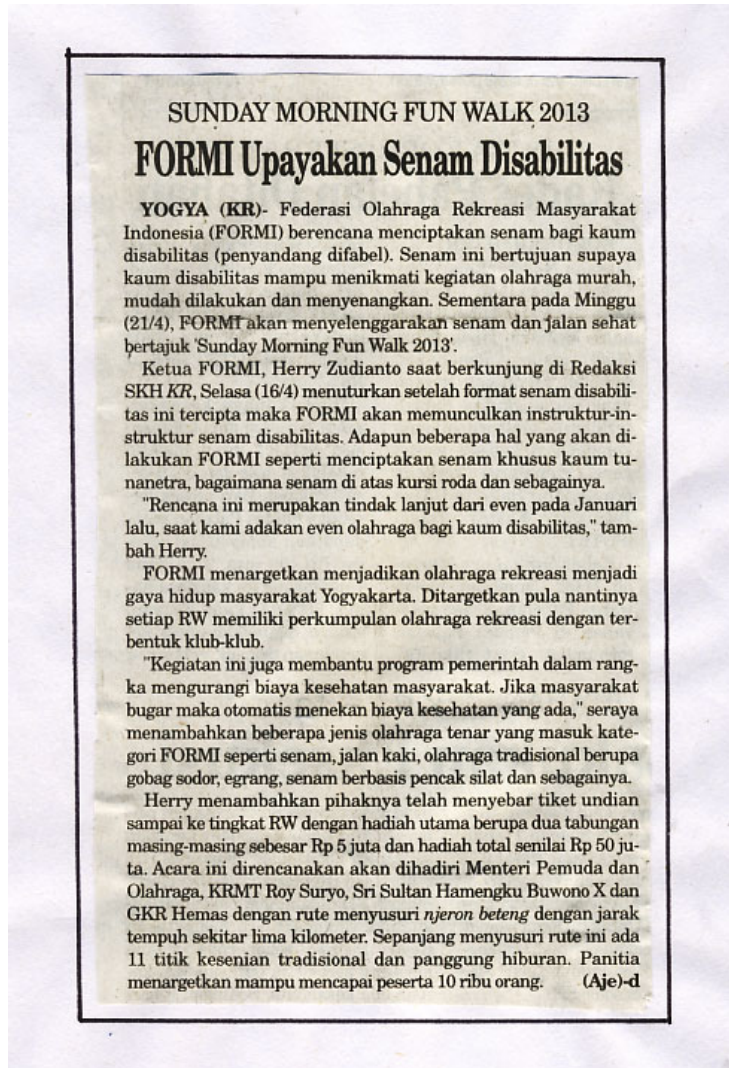 SUNDAY MORNING FUN WALK 2013
FORMI Upayakan Senam Disabilitas
YOGYA (KR)- Federasi Olahraga Rekreasi Masyarakat
Indonesia (FORMI) berencana menciptakan senam bagi kaum
disabilitas (penyandang difabel). Senam ini bertujuan supaya
kaum disabilitas mampu menikmati kegiatan olahraga murah,
mudah dilakukan dan menyenangkan. Sementara pada Minggu
(21/4), FORMI akan menyelenggarakan senam dan jalan sehat
bertajuk 'Sunday Morning Fun Walk 2013'.
Ketua FORMI, Herry Zudianto saat berkunjung di Redaksi
SKH KR, Selasa (16/4) menuturkan setelah format senam disabili-
tas ini tercipta maka FORMI akan memunculkan instruktur-in-
struktur senam disabilitas. Adapun beberapa hal yang akan di-
lakukan FORMI seperti menciptakan senam khusus kaum tu-
nanetra, bagaimana senam di atas kursi roda dan sebagainya.
"Rencana ini merupakan tindak lanjut dari even pada Januari
lalu, saat kami adakan even olahraga bagi kaum disabilitas," tam-
bah Herry.
FORMI menargetkan menjadikan olahraga rekreasi menjadi
gaya hidup masyarakat Yogyakarta. Ditargetkan pula nantinya
setiap RW memiliki perkumpulan olahraga rekreasi dengan ter-
bentuk klub-klub.
"Kegiatan ini juga membantu program pemerintah dalam rang-
ka mengurangi biaya kesehatan masyarakat. Jika masyarakat
bugar maka otomatis menekan biaya kesehatan yang ada," seraya
menambahkan beberapa jenis olahraga tenar yang masuk kate-
gori FORMI seperti senam, jalan kaki, olahraga tradisional berupa
gobag sodor, egrang, senam berbasis pencak silat dan sebagainya.
Herry menambahkan pihaknya telah menyebar tiket undian
sampai ke tingkat RW dengan hadiah utama berupa dua tabungan
masing-masing sebesar Rp 5 juta dan hadiah total senilai Rp 50 ju-
ta. Acara ini direncanakan akan dihadiri Menteri Pemuda dan
Olahraga, KRMT Roy Suryo, Sri Sultan Hamengku Buwono X dan
GKR Hemas dengan rute menyusuri njeron beteng dengan jarak
tempuh sekitar lima kilometer. Sepanjang menyusuri rute ini ada
11 titik kesenian tradisional dan panggung hiburan. Panitia
menargetkan mampu mencapai peserta 10 ribu orang. (Aje)-d